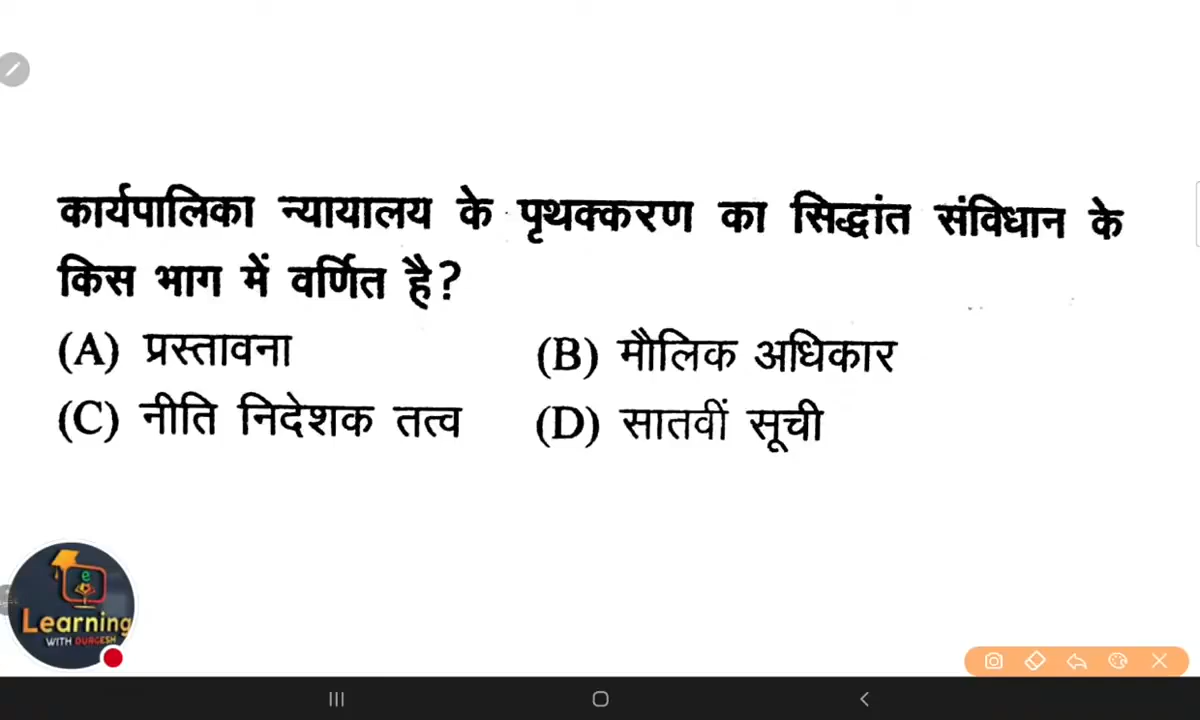 कार्यपालिका न्यायालय के पृथक्करण का सिद्धांत संविधान के
किस भाग में वर्णित है?
(A) प्रस्तावना (B) मौलिक अधिकार
(C) नीति निदेशक तत्व (D) सातवीं सूची
e
Learning
WITH DURGESH